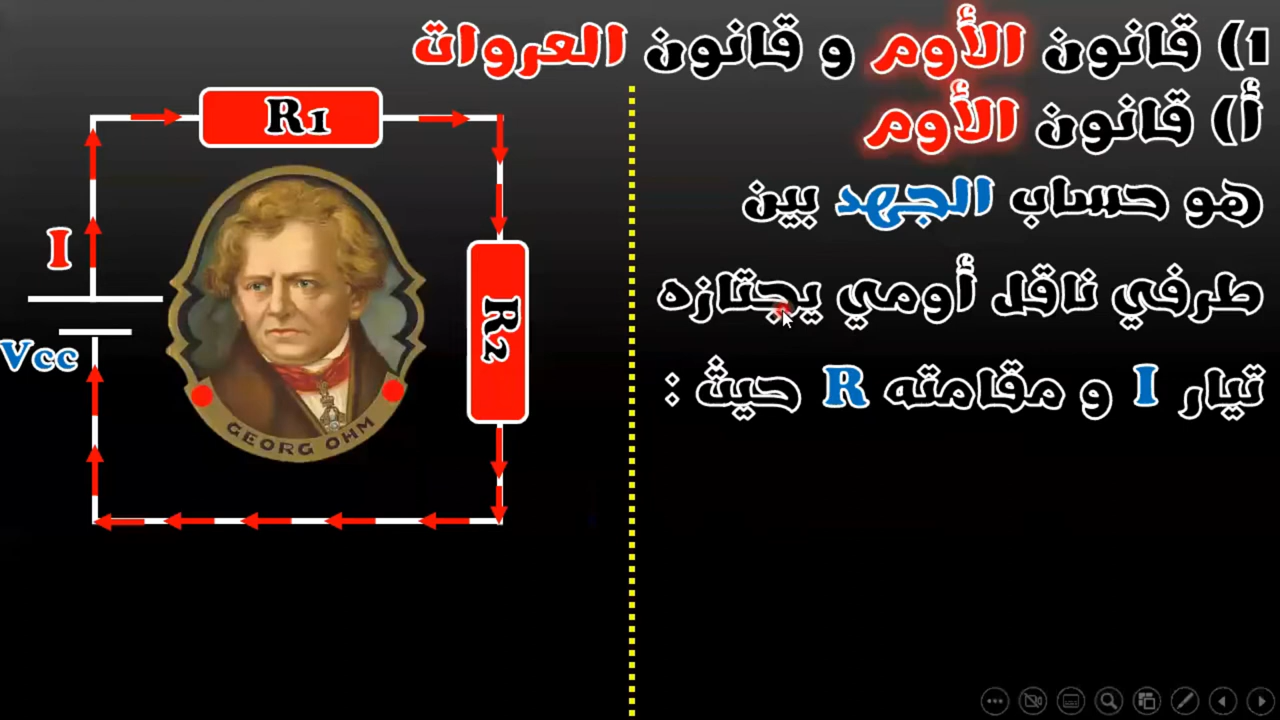 1) قانون الأوم و قانون العروات
أ) قانون الأوم
هو حساب الجهد بين
طرفي ناقل أومي يجتازه
تيار I و مقامته R حيث :
R1
I
R2
Vcc
GEORG OHM